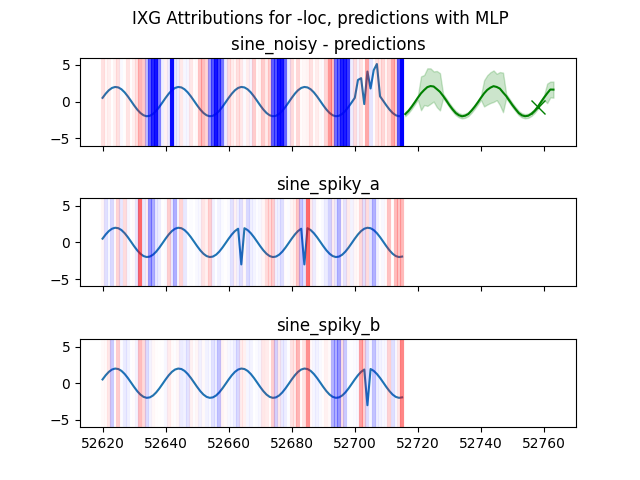 IXG Attributions for -loc, predictions with MLP
sine_noisy - predictions
5
0
−5
sine_spiky_a
5
0
−5
sine_spiky_b
5
0
−5
52620 52640 52660 52680 52700 52720 52740 52760